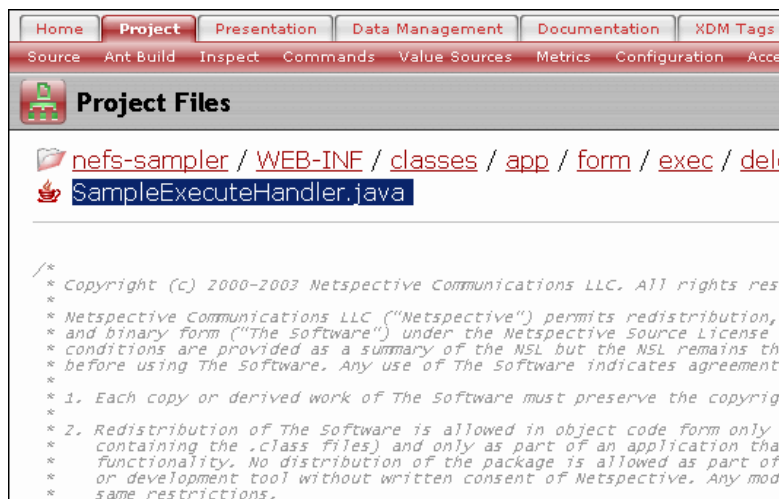 Home Project Presentation Data Management Documentation XDM Tags
Source Ant Build Inspect Commands Value Sources Metrics Configuration Acce
Project Files
nefs-sampler / WEB-INF / classes / app / form / exec / del
SampleExecuteHandler.java
/*
* Copyright (c) 2000-2003 Netspective Communications LLC. All rights res
*
* Netspective Communications LLC ("Netspective") permits redistribution,
* and binary form ("The Software") under the Netspective Source License
* conditions are provided as a summary of the NSL but the NSL remains th
* before using The Software. Any use of The Software indicates agreement
*
* 1. Each copy or derived work of The Software must preserve the copyrig
*
* 2. Redistribution of The Software is allowed in object code form only
* containing the .class files) and only as part of an application tha
* functionality. No distribution of the package is allowed as part of
* or development tool without written consent of Netspective. Any mod
* same restrictions.